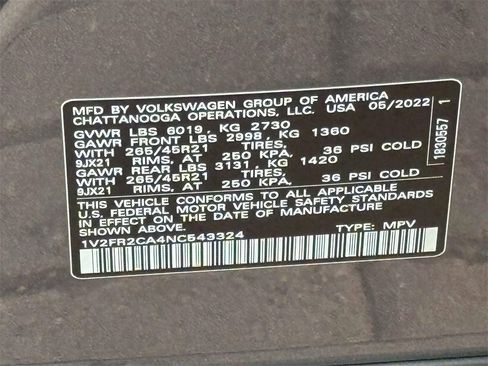 MFD BY VOLKSWAGEN GROUP OF AMERICA
CHATTANOOGA OPERATIONS, LLC. USA 05/2022
GVWR LBS 6019, KG 2730
GAWR FRONT LBS 2998, KG 1360
WITH 265/45R21 TIRES,
9JX21 RIMS, AT 250 KPA, 36 PSI COLD
GAWR REAR LBS 3131, KG 1420
WITH 265/45R21 TIRES,
9JX21 RIMS, AT 250 KPA, 36 PSI COLD
THIS VEHICLE CONFORMS TO ALL APPLICABLE
U.S. FEDERAL MOTOR VEHICLE SAFETY STANDARDS
IN EFFECT ON THE DATE OF MANUFACTURE
SHOWN ABOVE.
1V2FR2CA4NC543324 TYPE: MPV
1830557 1